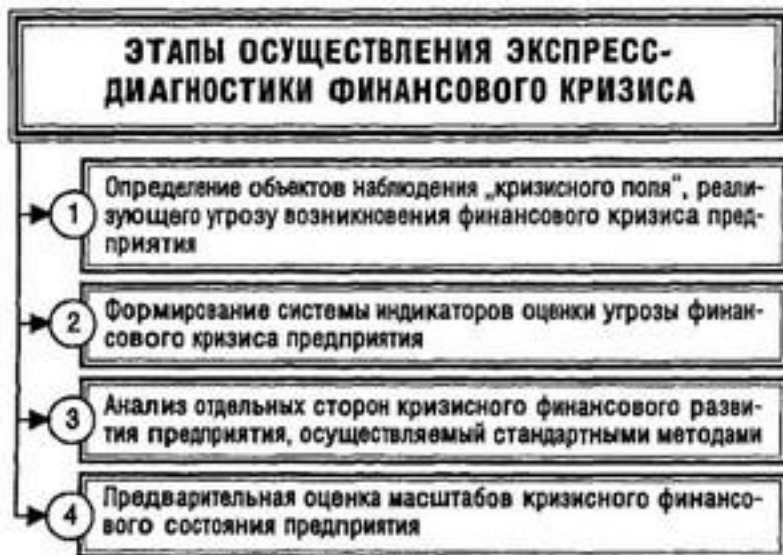 ЭТАПЫ ОСУЩЕСТВЛЕНИЯ ЭКСПРЕСС-
ДИАГНОСТИКИ ФИНАНСОВОГО КРИЗИСА
1
Определение объектов наблюдения „кризисного поля", реали-
зующего угрозу возникновения финансового кризиса пред-
приятия
2
Формирование системы индикаторов оценки угрозы финан-
сового кризиса предприятия
3
Анализ отдельных сторон кризисного финансового разви-
тия предприятия, осуществляемый стандартными методами
4
Предварительная оценка масштабов кризисного финансо-
вого состояния предприятия